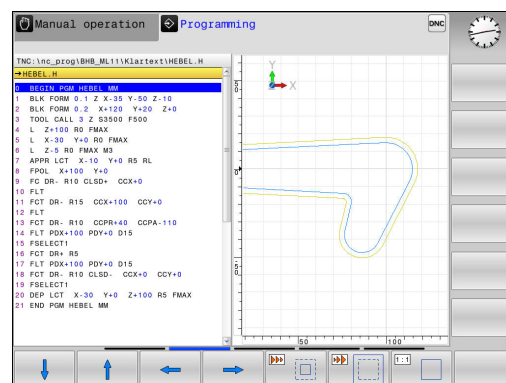 Manual operation
Programming
DNC
TNC:\nc_prog\BHB_ML11\Klartext\HEBEL.H
→HEBEL.H
0 BEGIN PGM HEBEL MM
1 BLK FORM 0.1 Z X-35 Y-50 Z-10
2 BLK FORM 0.2 X+120 Y+20 Z+0
3 TOOL CALL 3 Z S3500 F500
4 L Z+100 R0 FMAX
5 L X-30 Y+0 R0 FMAX
6 L Z-5 R0 FMAX M3
7 APPR LCT X-10 Y+0 R5 RL
8 FPOL X+100 Y+0
9 FC DR- R10 CLSD+ CCX+0
10 FLT
11 FCT DR- R15 CCX+100 CCY+0
12 FLT
13 FCT DR- R10 CCPR+40 CCPA-110
14 FLT PDX+100 PDY+0 D15
15 FSELECT1
16 FCT DR+ R5
17 FLT PDX+100 PDY+0 D15
18 FCT DR- R10 CLSD- CCX+0 CCY+0
19 FSELECT1
20 DEP LCT X-30 Y+0 Z+100 R5 FMAX
21 END PGM HEBEL MM
Y
X
0
50
100
1:1